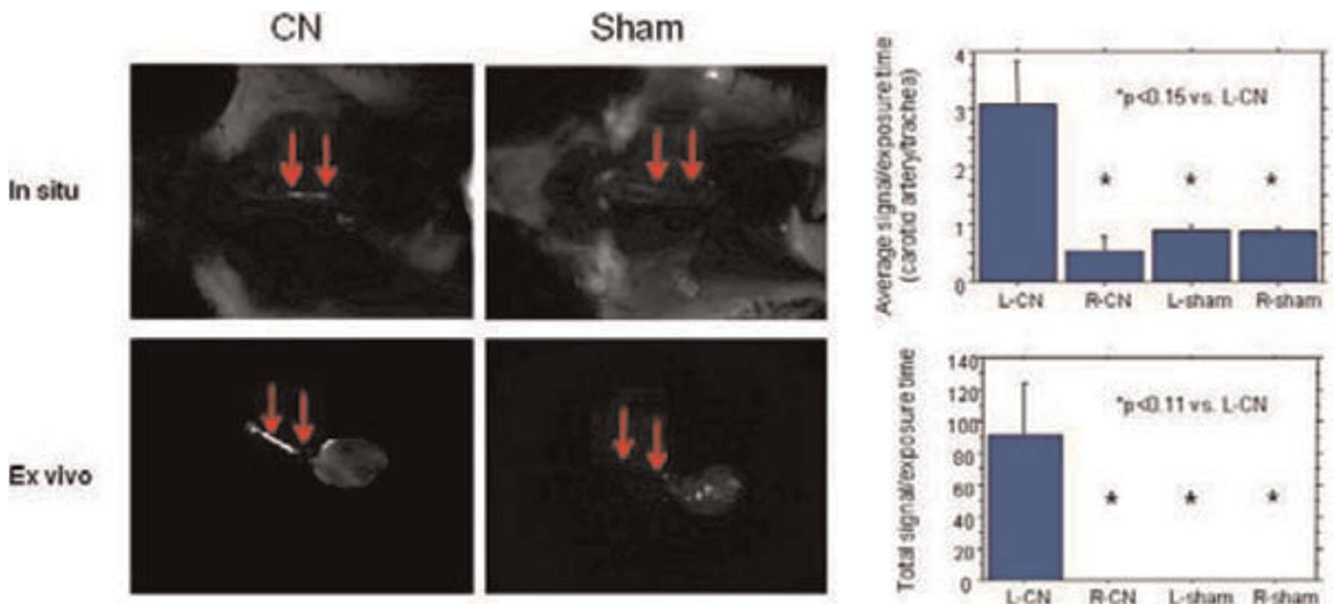 CN
Sham
In situ
Ex vivo
Average signal/exposure time
(carotid artery/trachea)
4
3
2
1
0
*p<0.15 vs. L-CN
* * *
L-CN R-CN L-sham R-sham
Total signal/exposure time
140
120
100
80
60
40
20
0
*p<0.11 vs. L-CN
* * *
L-CN R-CN L-sham R-sham